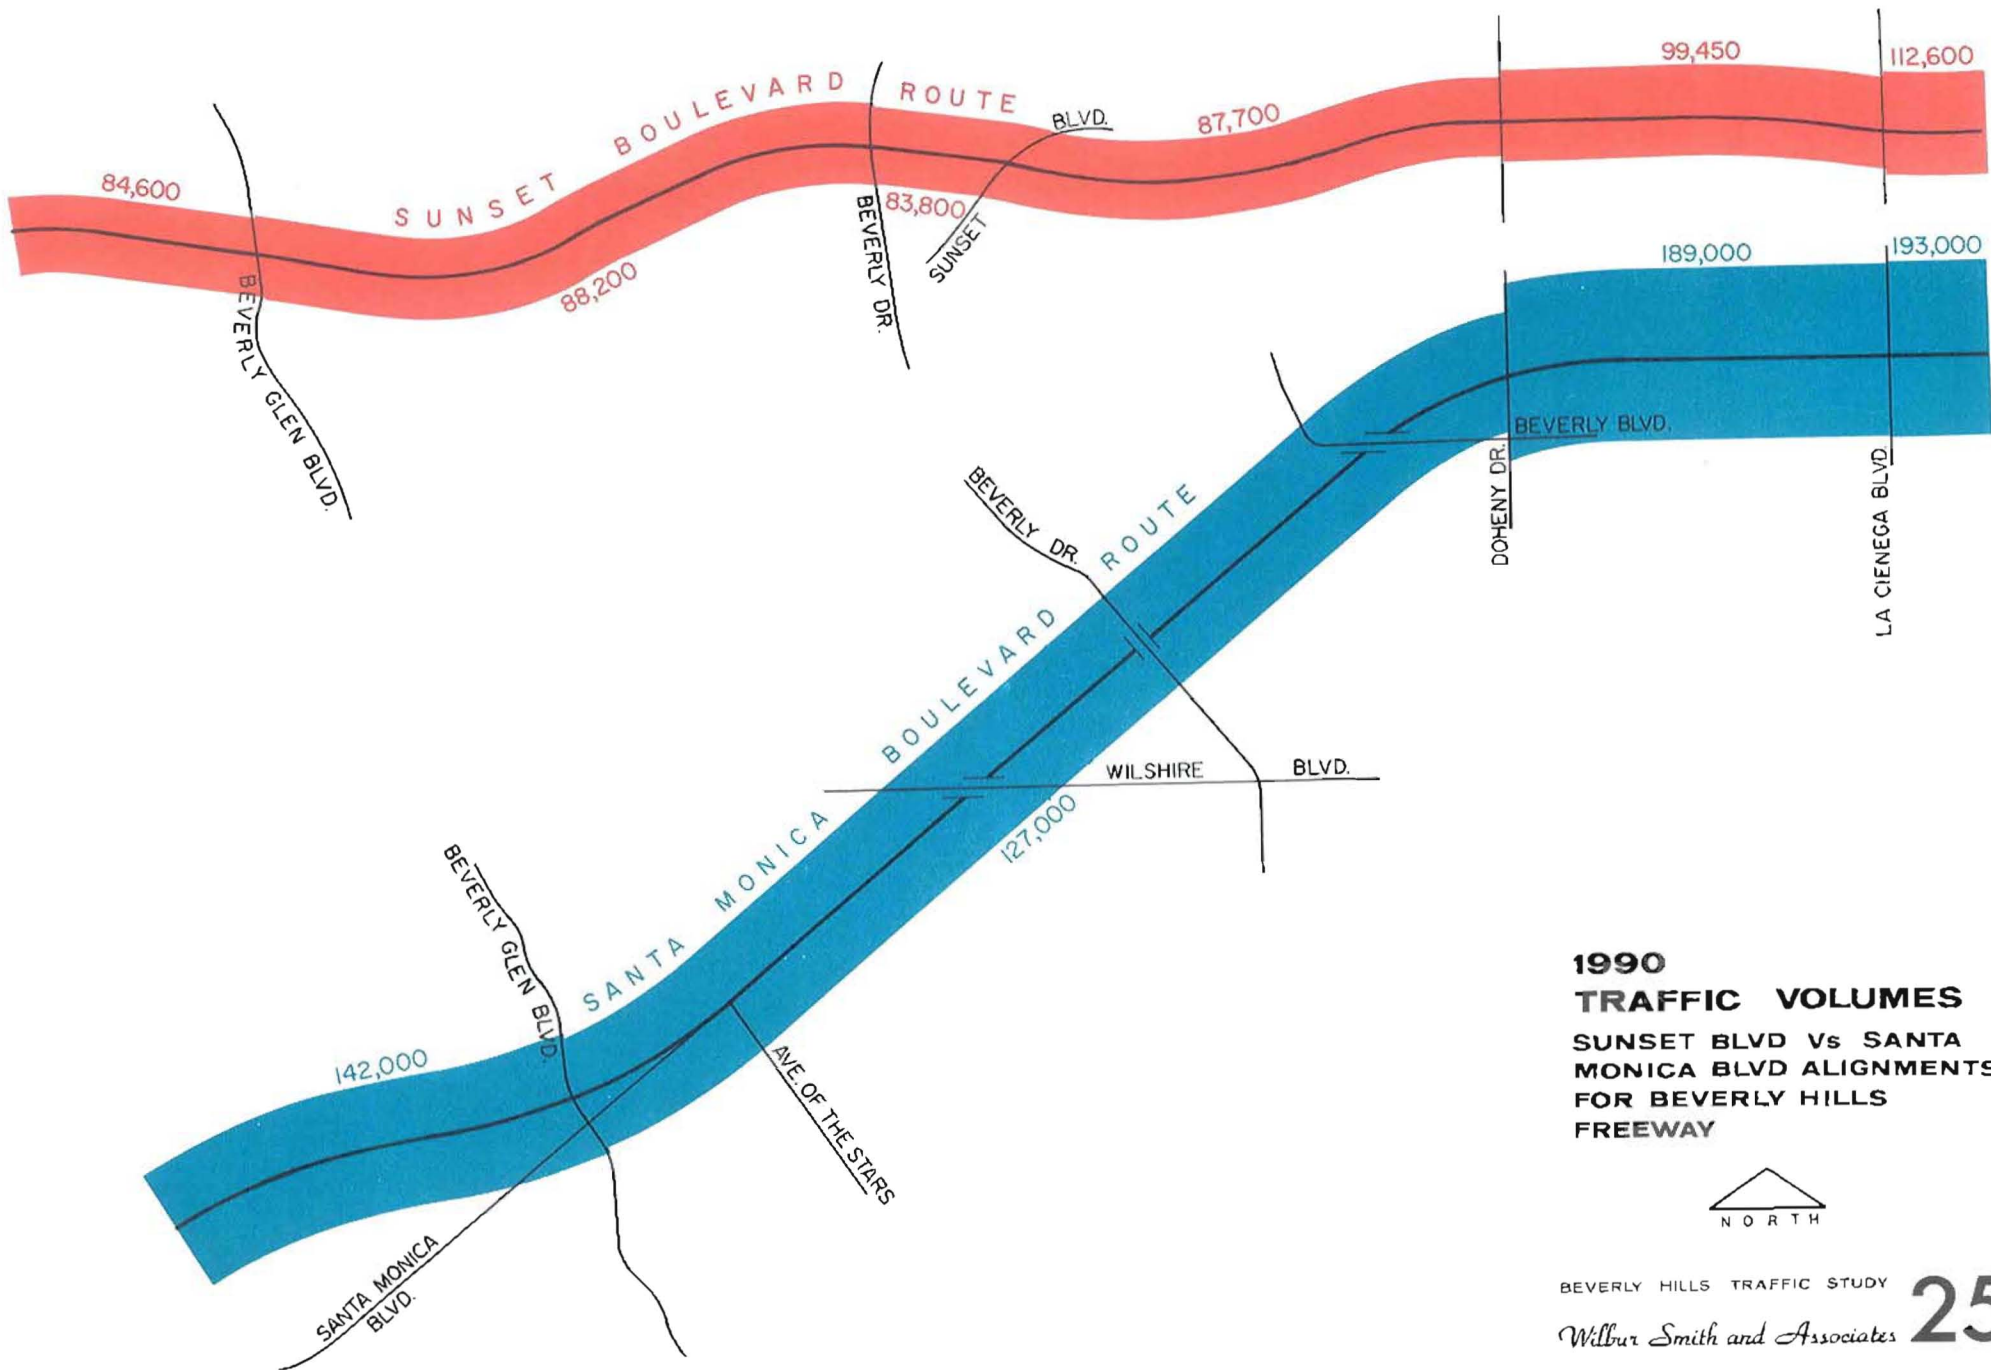 99,450
112,600
SUNSET BOULEVARD ROUTE
BLVD.
87,700
84,600
83,800
SUNSET
BEVERLY DR.
88,200
BEVERLY GLEN BLVD.
189,000
193,000
BEVERLY BLVD.
DOHENY DR.
LA CIENEGA BLVD.
BEVERLY DR.
SANTA MONICA BOULEVARD ROUTE
WILSHIRE BLVD.
127,000
BEVERLY GLEN BLVD.
142,000
AVE. OF THE STARS
SANTA MONICA
BLVD.
1990
TRAFFIC VOLUMES
SUNSET BLVD Vs SANTA
MONICA BLVD ALIGNMENTS
FOR BEVERLY HILLS
FREEWAY
NORTH
BEVERLY HILLS TRAFFIC STUDY
Wilbur Smith and Associates
25